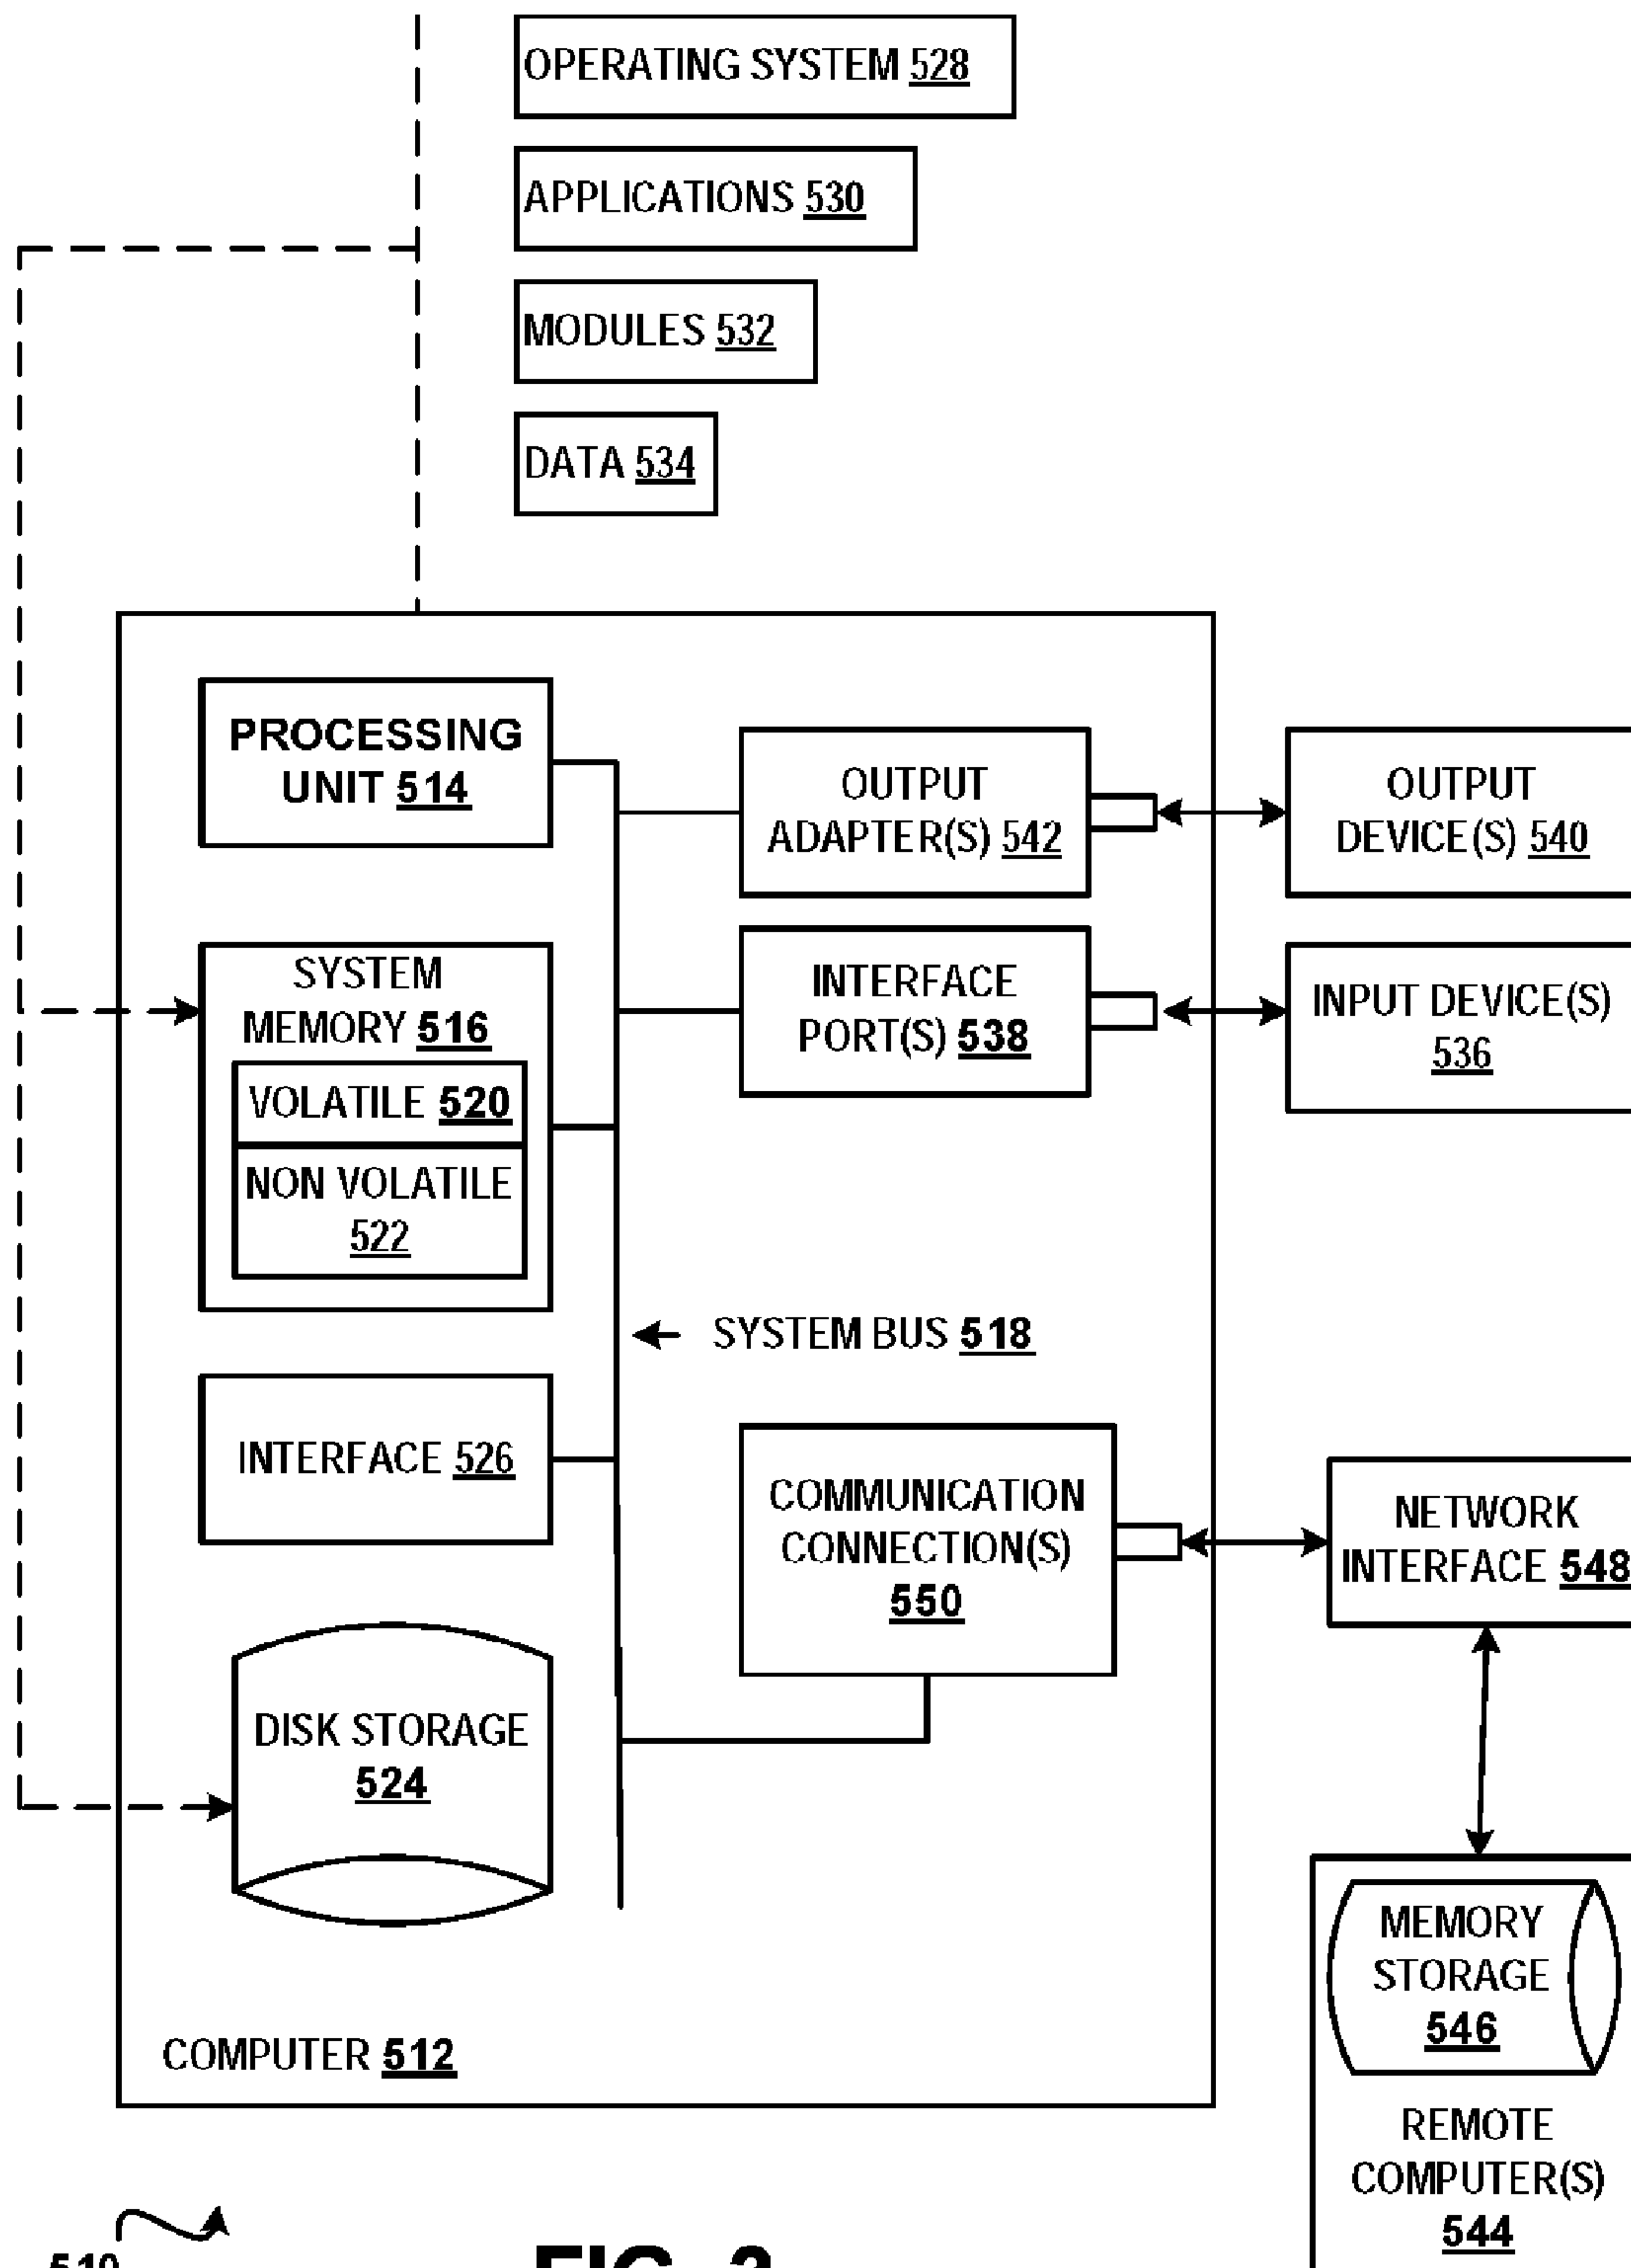 OPERATING SYSTEM 528
APPLICATIONS 530
MODULES 532
DATA 534
PROCESSING
UNIT 514
OUTPUT
ADAPTER(S) 542
OUTPUT
DEVICE(S) 540
SYSTEM
MEMORY 516
VOLATILE 520
NON VOLATILE
522
INTERFACE
PORT(S) 538
INPUT DEVICE(S)
536
SYSTEM BUS 518
INTERFACE 526
COMMUNICATION
CONNECTION(S)
550
NETWORK
INTERFACE 548
DISK STORAGE
524
MEMORY
STORAGE
546
COMPUTER 512
REMOTE
COMPUTER(S)
544